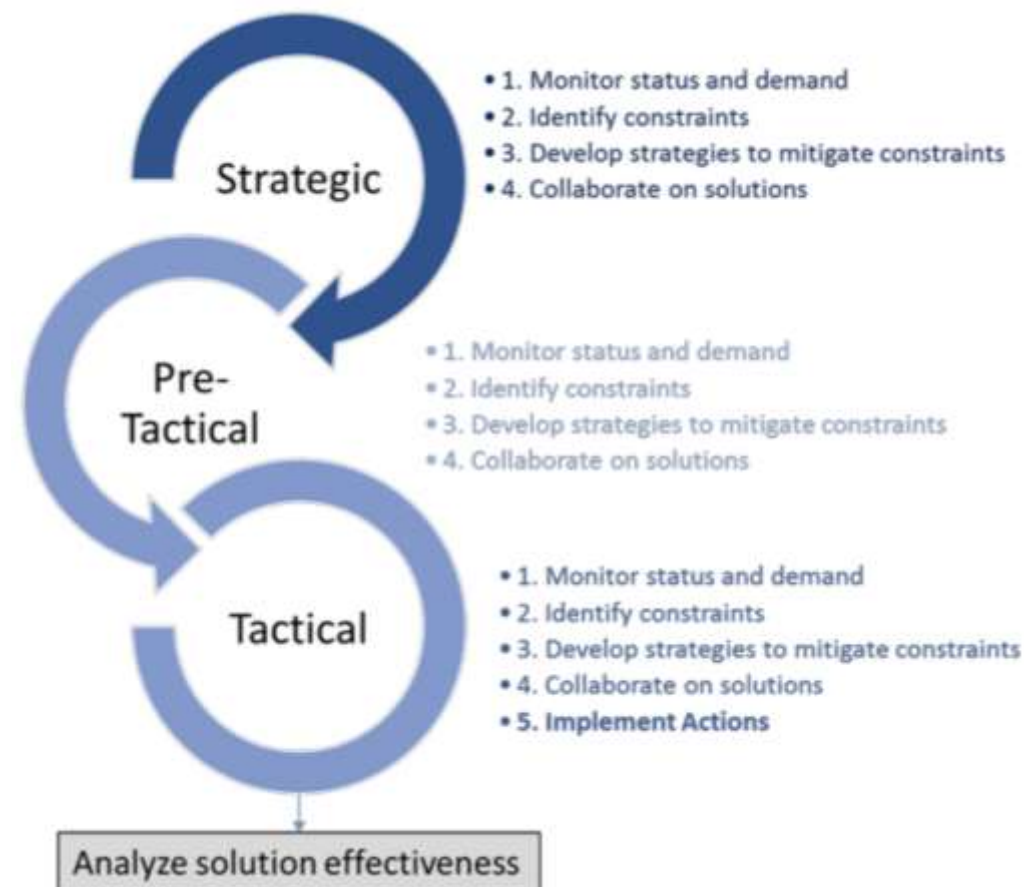 Strategic
• 1. Monitor status and demand
• 2. Identify constraints
• 3. Develop strategies to mitigate constraints
• 4. Collaborate on solutions
Pre-
Tactical
• 1. Monitor status and demand
• 2. Identify constraints
• 3. Develop strategies to mitigate constraints
• 4. Collaborate on solutions
Tactical
• 1. Monitor status and demand
• 2. Identify constraints
• 3. Develop strategies to mitigate constraints
• 4. Collaborate on solutions
• 5. Implement Actions
Analyze solution effectiveness